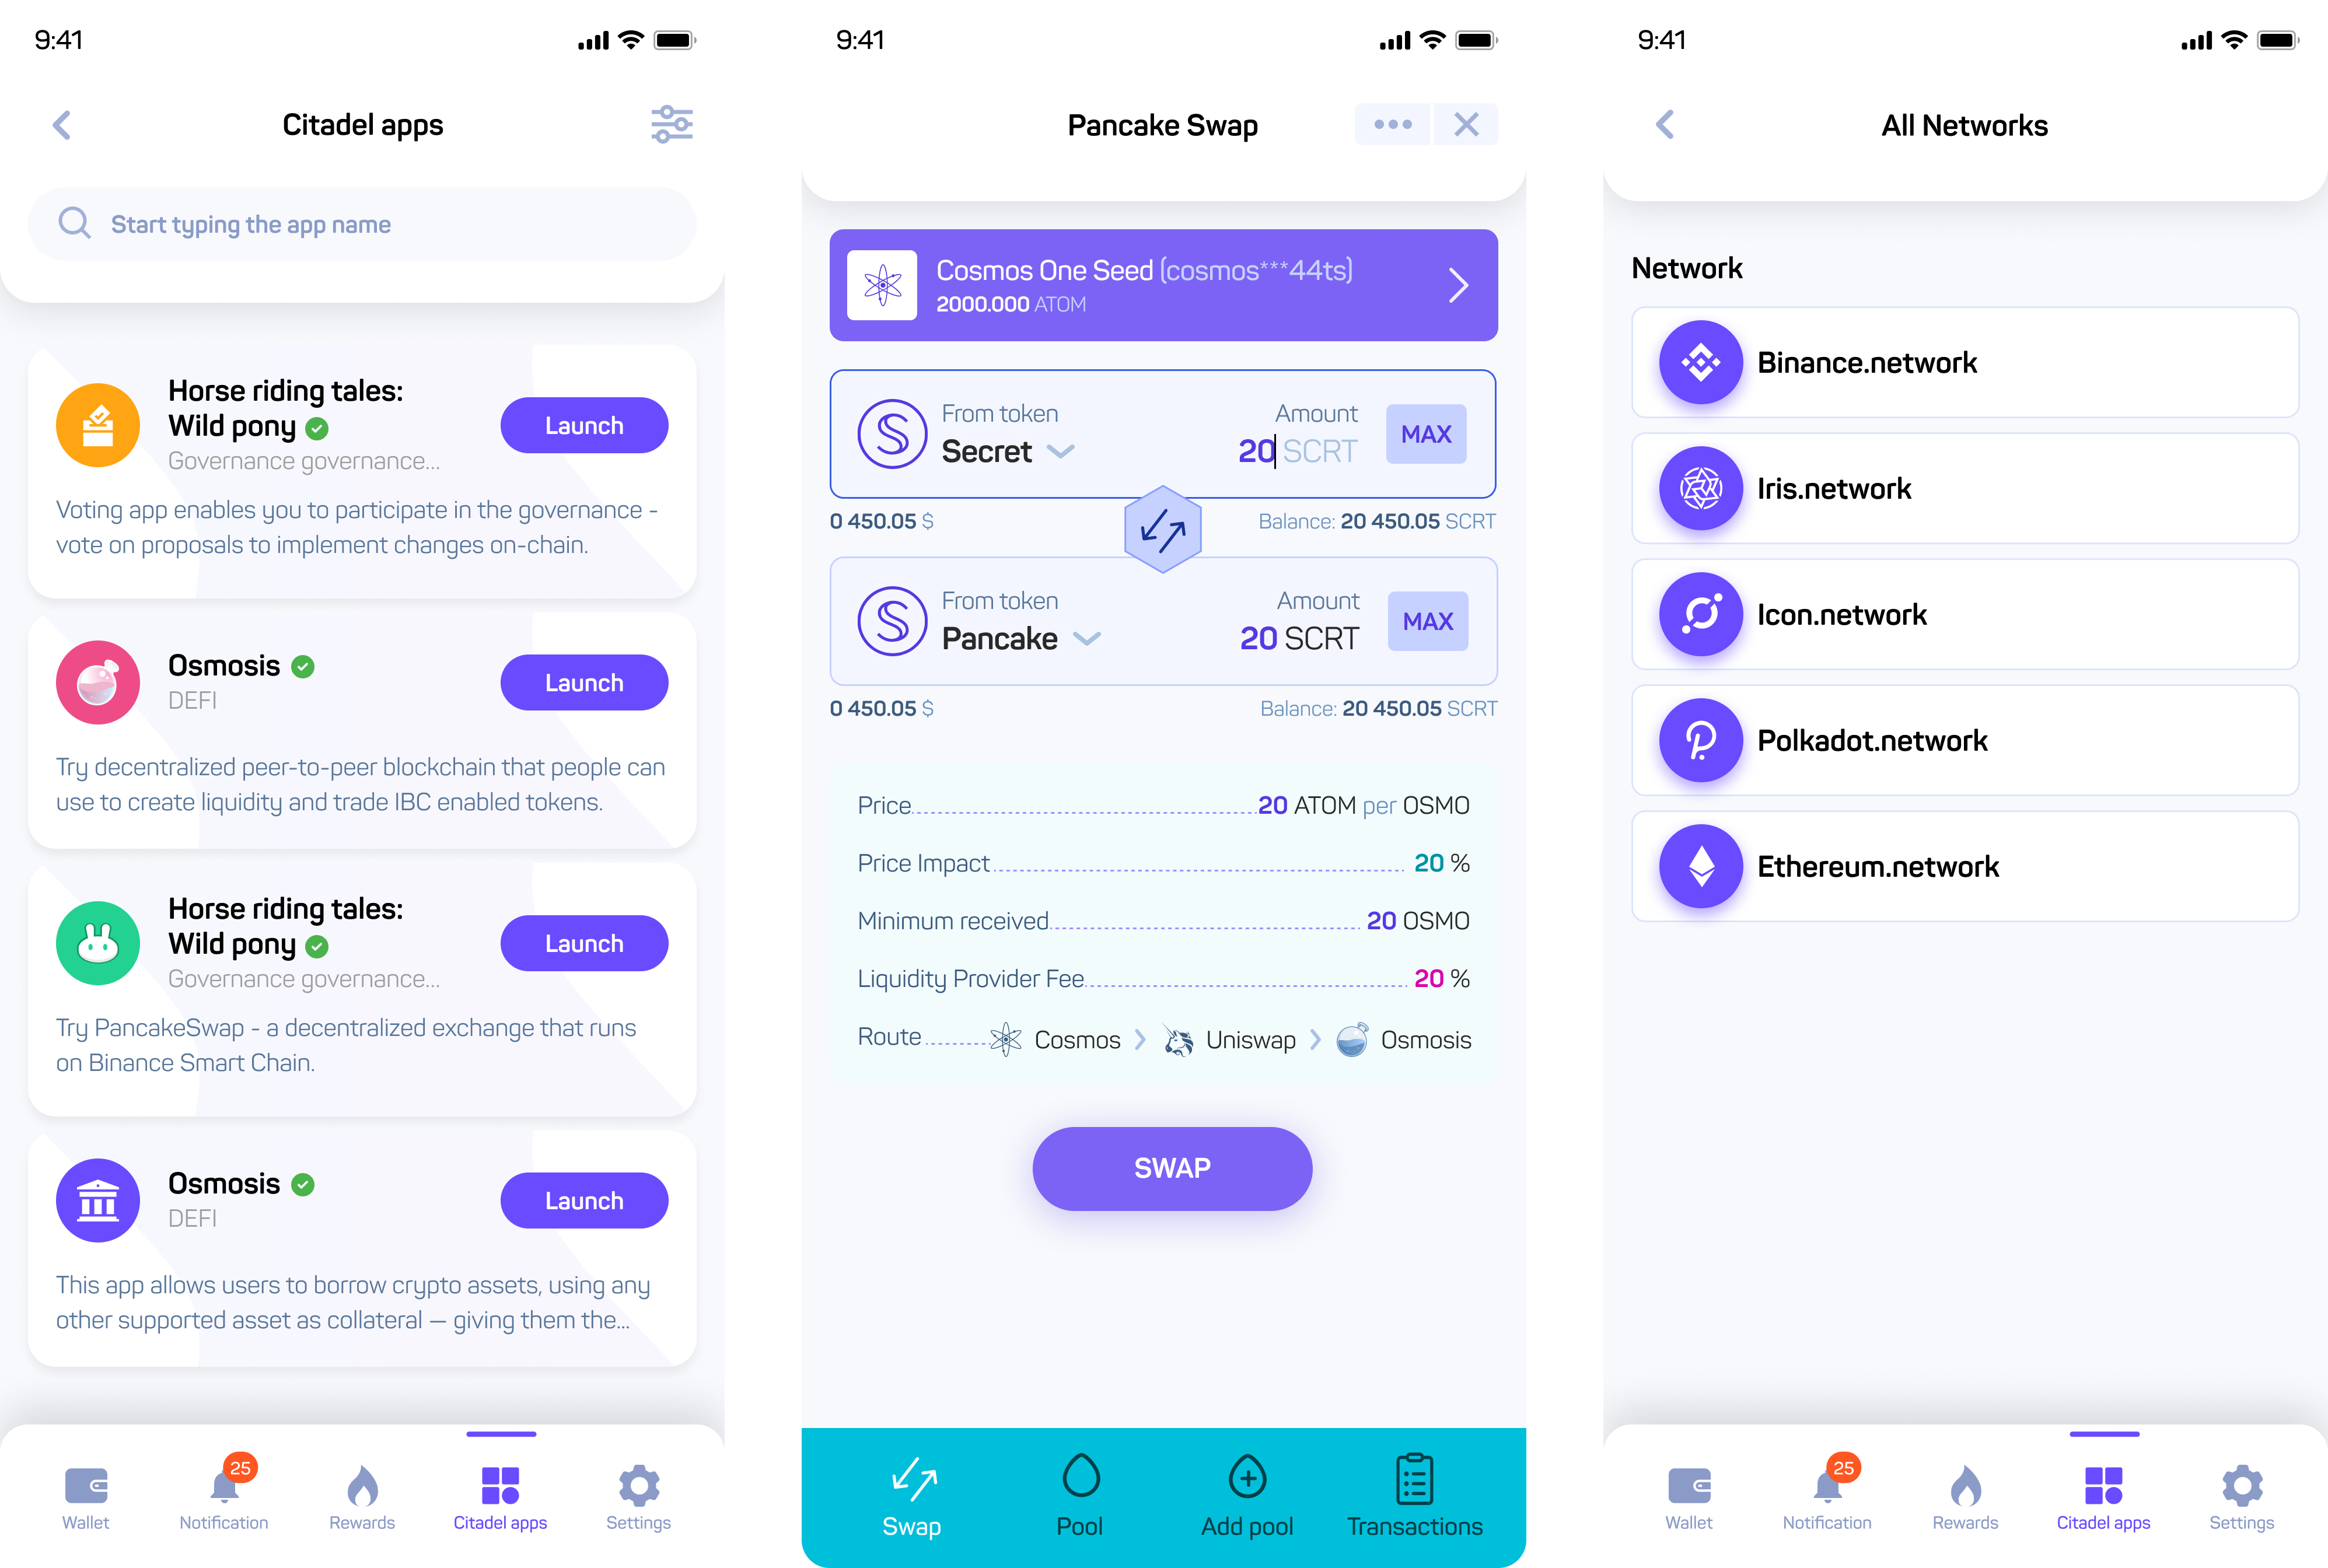 9:41
Citadel apps
Start typing the app name
Horse riding tales:
Wild pony
Governance governance...
Launch
Voting app enables you to participate in the governance -
vote on proposals to implement changes on-chain.
Osmosis
DEFI
Launch
Try decentralized peer-to-peer blockchain that people can
use to create liquidity and trade IBC enabled tokens.
Horse riding tales:
Wild pony
Governance governance...
Launch
Try PancakeSwap - a decentralized exchange that runs
on Binance Smart Chain.
Osmosis
DEFI
Launch
This app allows users to borrow crypto assets, using any
other supported asset as collateral — giving them the...
25
Wallet Notification Rewards Citadel apps Settings
9:41
Pancake Swap
Cosmos One Seed (cosmos***44ts)
2000.000 ATOM
From token Amount
Secret 20 SCRT MAX
0 450.05 $ Balance: 20 450.05 SCRT
From token Amount
Pancake 20 SCRT MAX
0 450.05 $ Balance: 20 450.05 SCRT
Price 20 ATOM per OSMO
Price Impact 20 %
Minimum received 20 OSMO
Liquidity Provider Fee 20 %
Route Cosmos Uniswap Osmosis
SWAP
Swap Pool Add pool Transactions
9:41
All Networks
Network
Binance.network
Iris.network
Icon.network
Polkadot.network
Ethereum.network
25
Wallet Notification Rewards Citadel apps Settings